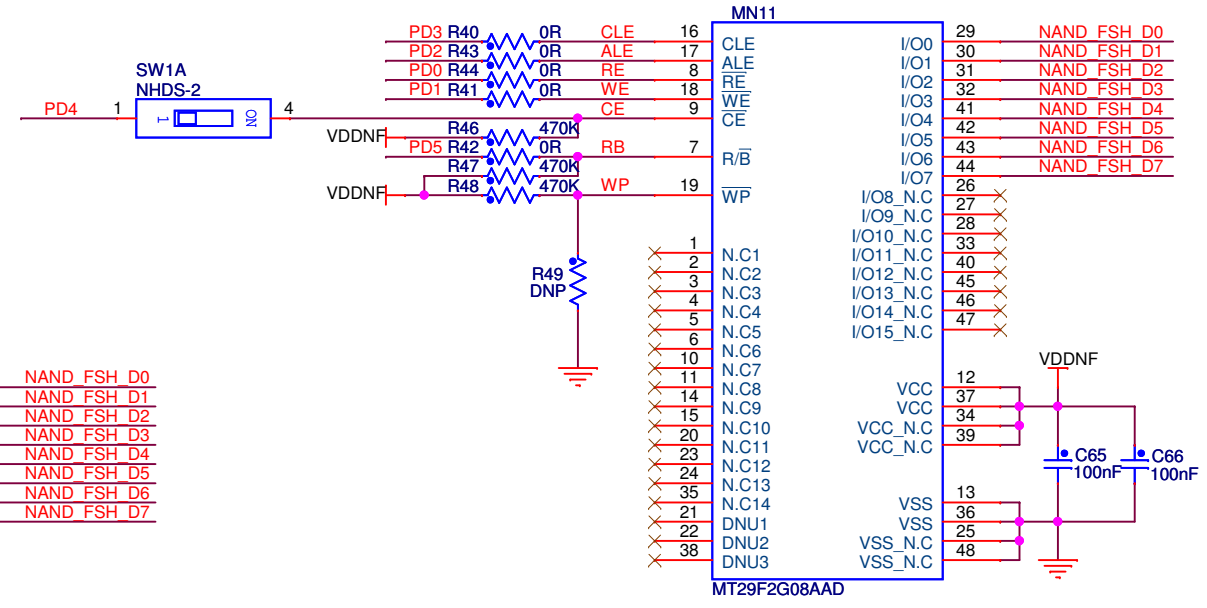 MN11
PD3 R40 0R CLE 16 CLE
PD2 R43 0R ALE 17 ALE
PD0 R44 0R RE 8 RE
PD1 R41 0R WE 18 WE
SW1A
NHDS-2
PD4 1 1 ON 4 CE 9 CE
VDDNF R46 470K
PD5 R42 0R RB 7 R/B
R47 470K
VDDNF R48 470K WP 19 WP
R49
DNP
1 N.C1
2 N.C2
3 N.C3
4 N.C4
5 N.C5
6 N.C6
10 N.C7
11 N.C8
14 N.C9
15 N.C10
20 N.C11
23 N.C12
24 N.C13
35 N.C14
21 DNU1
22 DNU2
38 DNU3
I/O0 29 NAND_FSH_D0
I/O1 30 NAND_FSH_D1
I/O2 31 NAND_FSH_D2
I/O3 32 NAND_FSH_D3
I/O4 41 NAND_FSH_D4
I/O5 42 NAND_FSH_D5
I/O6 43 NAND_FSH_D6
I/O7 44 NAND_FSH_D7
I/O8_N.C 26
I/O9_N.C 27
I/O10_N.C 28
I/O11_N.C 33
I/O12_N.C 40
I/O13_N.C 45
I/O14_N.C 46
I/O15_N.C 47
VDDNF
VCC 12
VCC 37
VCC_N.C 34
VCC_N.C 39
C65
100nF
C66
100nF
VSS 13
VSS 36
VSS_N.C 25
VSS_N.C 48
MT29F2G08AAD
NAND_FSH_D0
NAND_FSH_D1
NAND_FSH_D2
NAND_FSH_D3
NAND_FSH_D4
NAND_FSH_D5
NAND_FSH_D6
NAND_FSH_D7